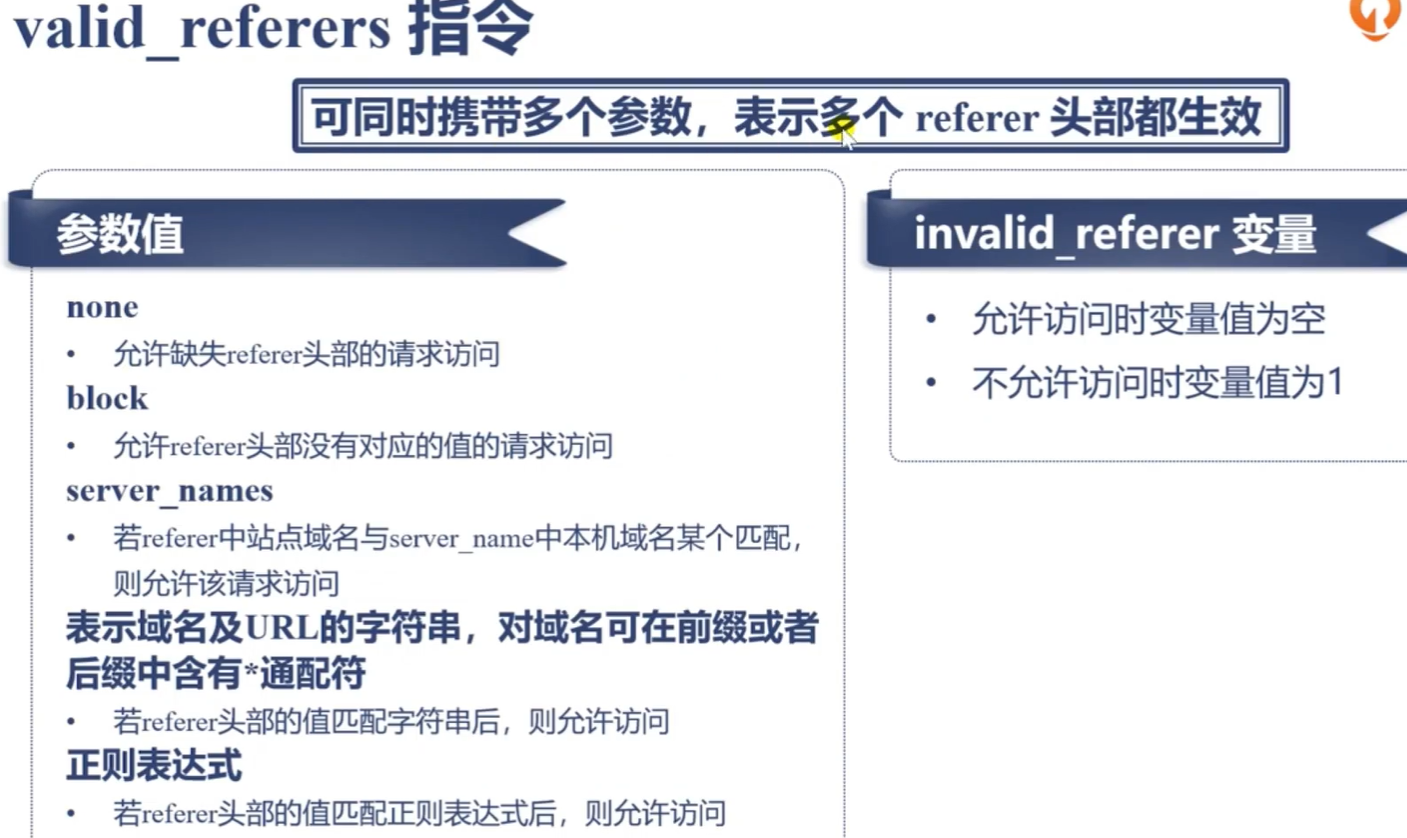 valid_referers 指令
可同时携带多个参数，表示多个 referer 头部都生效
参数值
none
• 允许缺失referer头部的请求访问
block
• 允许referer头部没有对应的值的请求访问
server_names
• 若referer中站点域名与server_name中本机域名某个匹配，
则允许该请求访问
表示域名及URL的字符串，对域名可在前缀或者
后缀中含有*通配符
• 若referer头部的值匹配字符串后，则允许访问
正则表达式
• 若referer头部的值匹配正则表达式后，则允许访问
invalid_referer 变量
• 允许访问时变量值为空
• 不允许访问时变量值为1